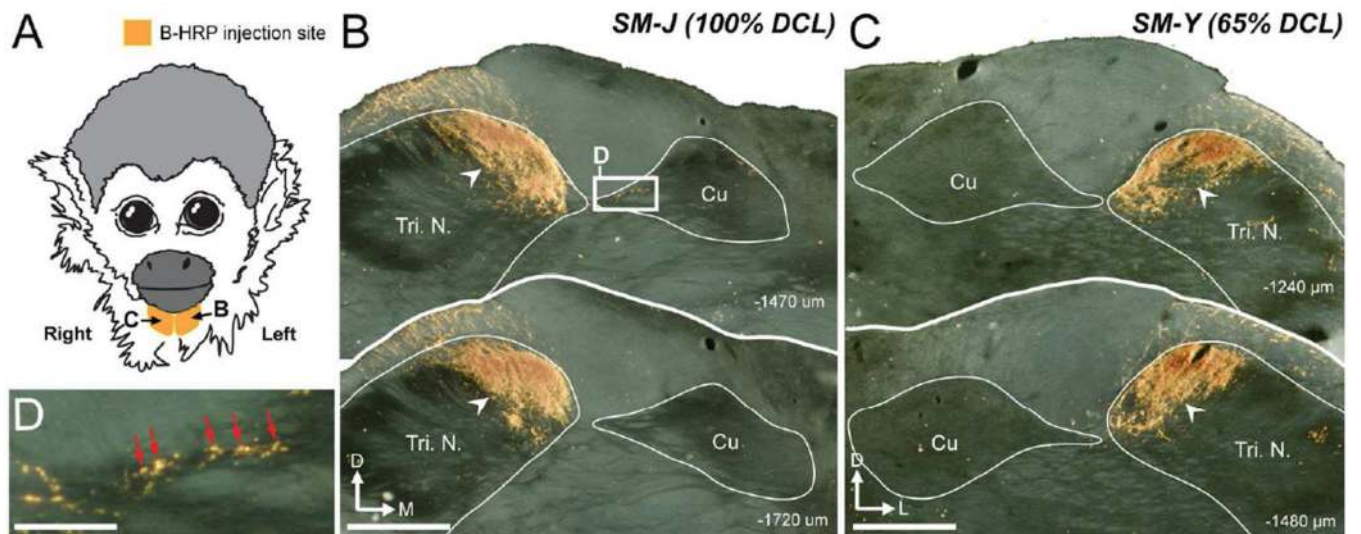 A
B-HRP injection site
C
B
Right
Left
D
B
SM-J (100% DCL)
D
Cu
Tri. N.
-1470 um
Cu
Tri. N.
D
M
-1720 um
C
SM-Y (65% DCL)
Cu
Tri. N.
-1240 µm
Cu
Tri. N.
D
L
-1480 µm